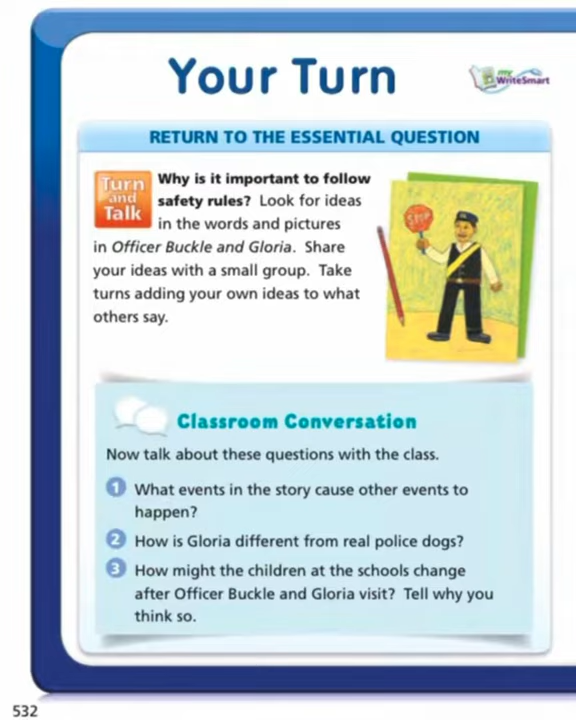 Your Turn
my
WriteSmart
RETURN TO THE ESSENTIAL QUESTION
Turn
and
Talk
Why is it important to follow
safety rules? Look for ideas
in the words and pictures
in Officer Buckle and Gloria. Share
your ideas with a small group. Take
turns adding your own ideas to what
others say.
STOP
Classroom Conversation
Now talk about these questions with the class.
1 What events in the story cause other events to
happen?
2 How is Gloria different from real police dogs?
3 How might the children at the schools change
after Officer Buckle and Gloria visit? Tell why you
think so.
532